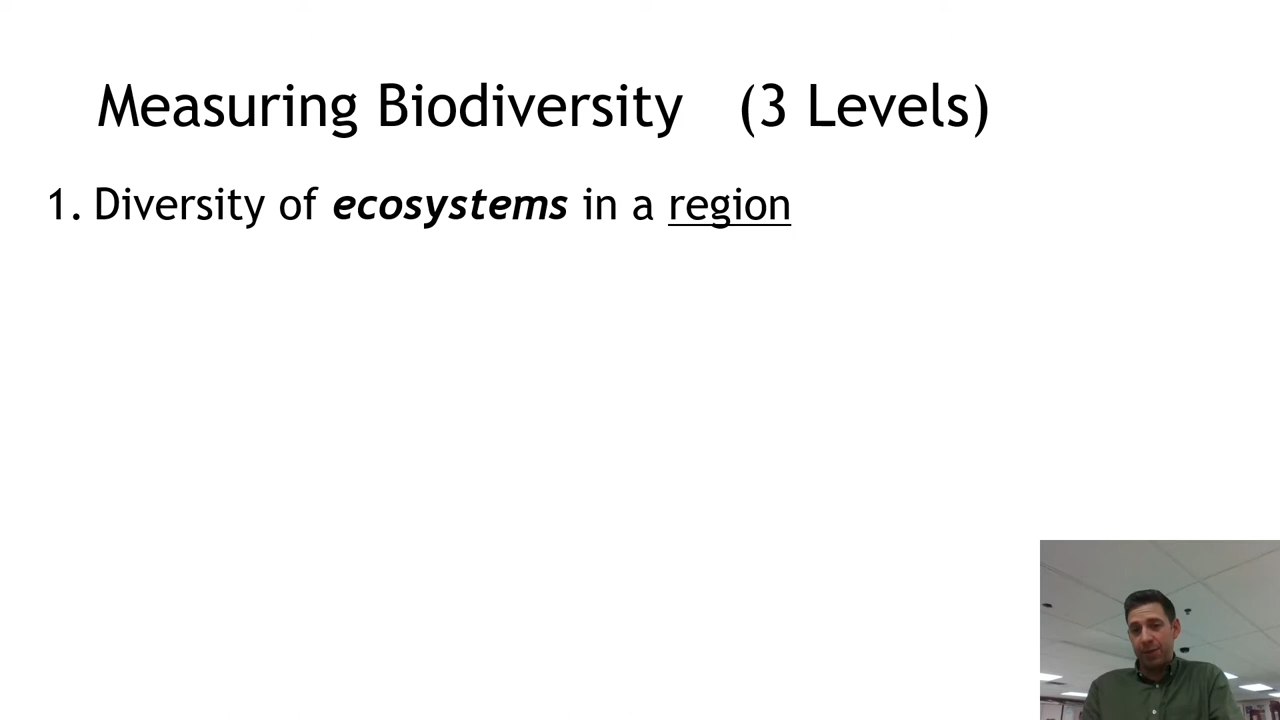 Measuring Biodiversity (3 Levels)
1. Diversity of ecosystems in a region